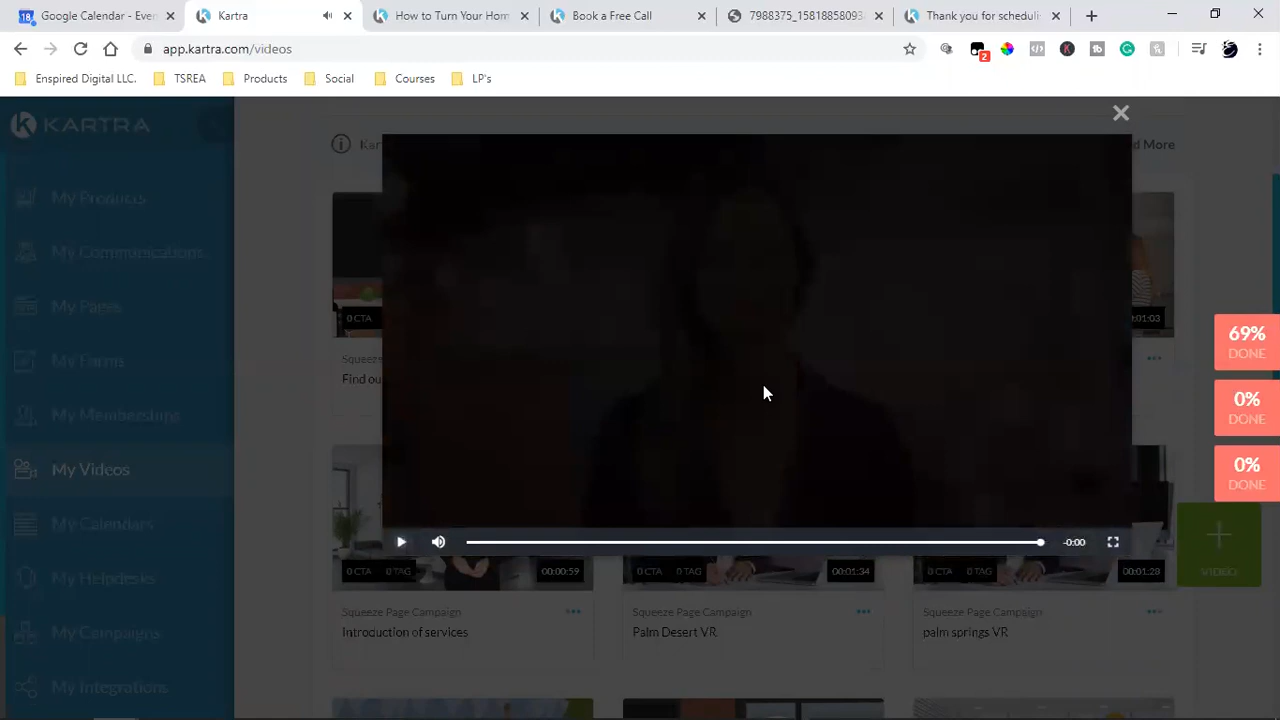 Google Calendar - Even
Kartra
How to Turn Your Hom
Book a Free Call
7988375_15818858093
Thank you for scheduli
app.kartra.com/videos
2
Enspired Digital LLC.
TSREA
Products
Social
Courses
LP's
KARTRA
Kar
d More
My Products
My Communications
My Pages
My Forms
My Memberships
My Videos
My Calendars
My Helpdesks
My Campaigns
My Integrations
0 CTA
01:03
Squeeze
Find ou
69%
DONE
0%
DONE
0%
DONE
-0:00
VIDEO
0 CTA 0 TAG 00:00:59
0 CTA 0 TAG 00:01:34
0 CTA 0 TAG 00:01:28
Squeeze Page Campaign
Introduction of services
Squeeze Page Campaign
Palm Desert VR
Squeeze Page Campaign
palm springs VR